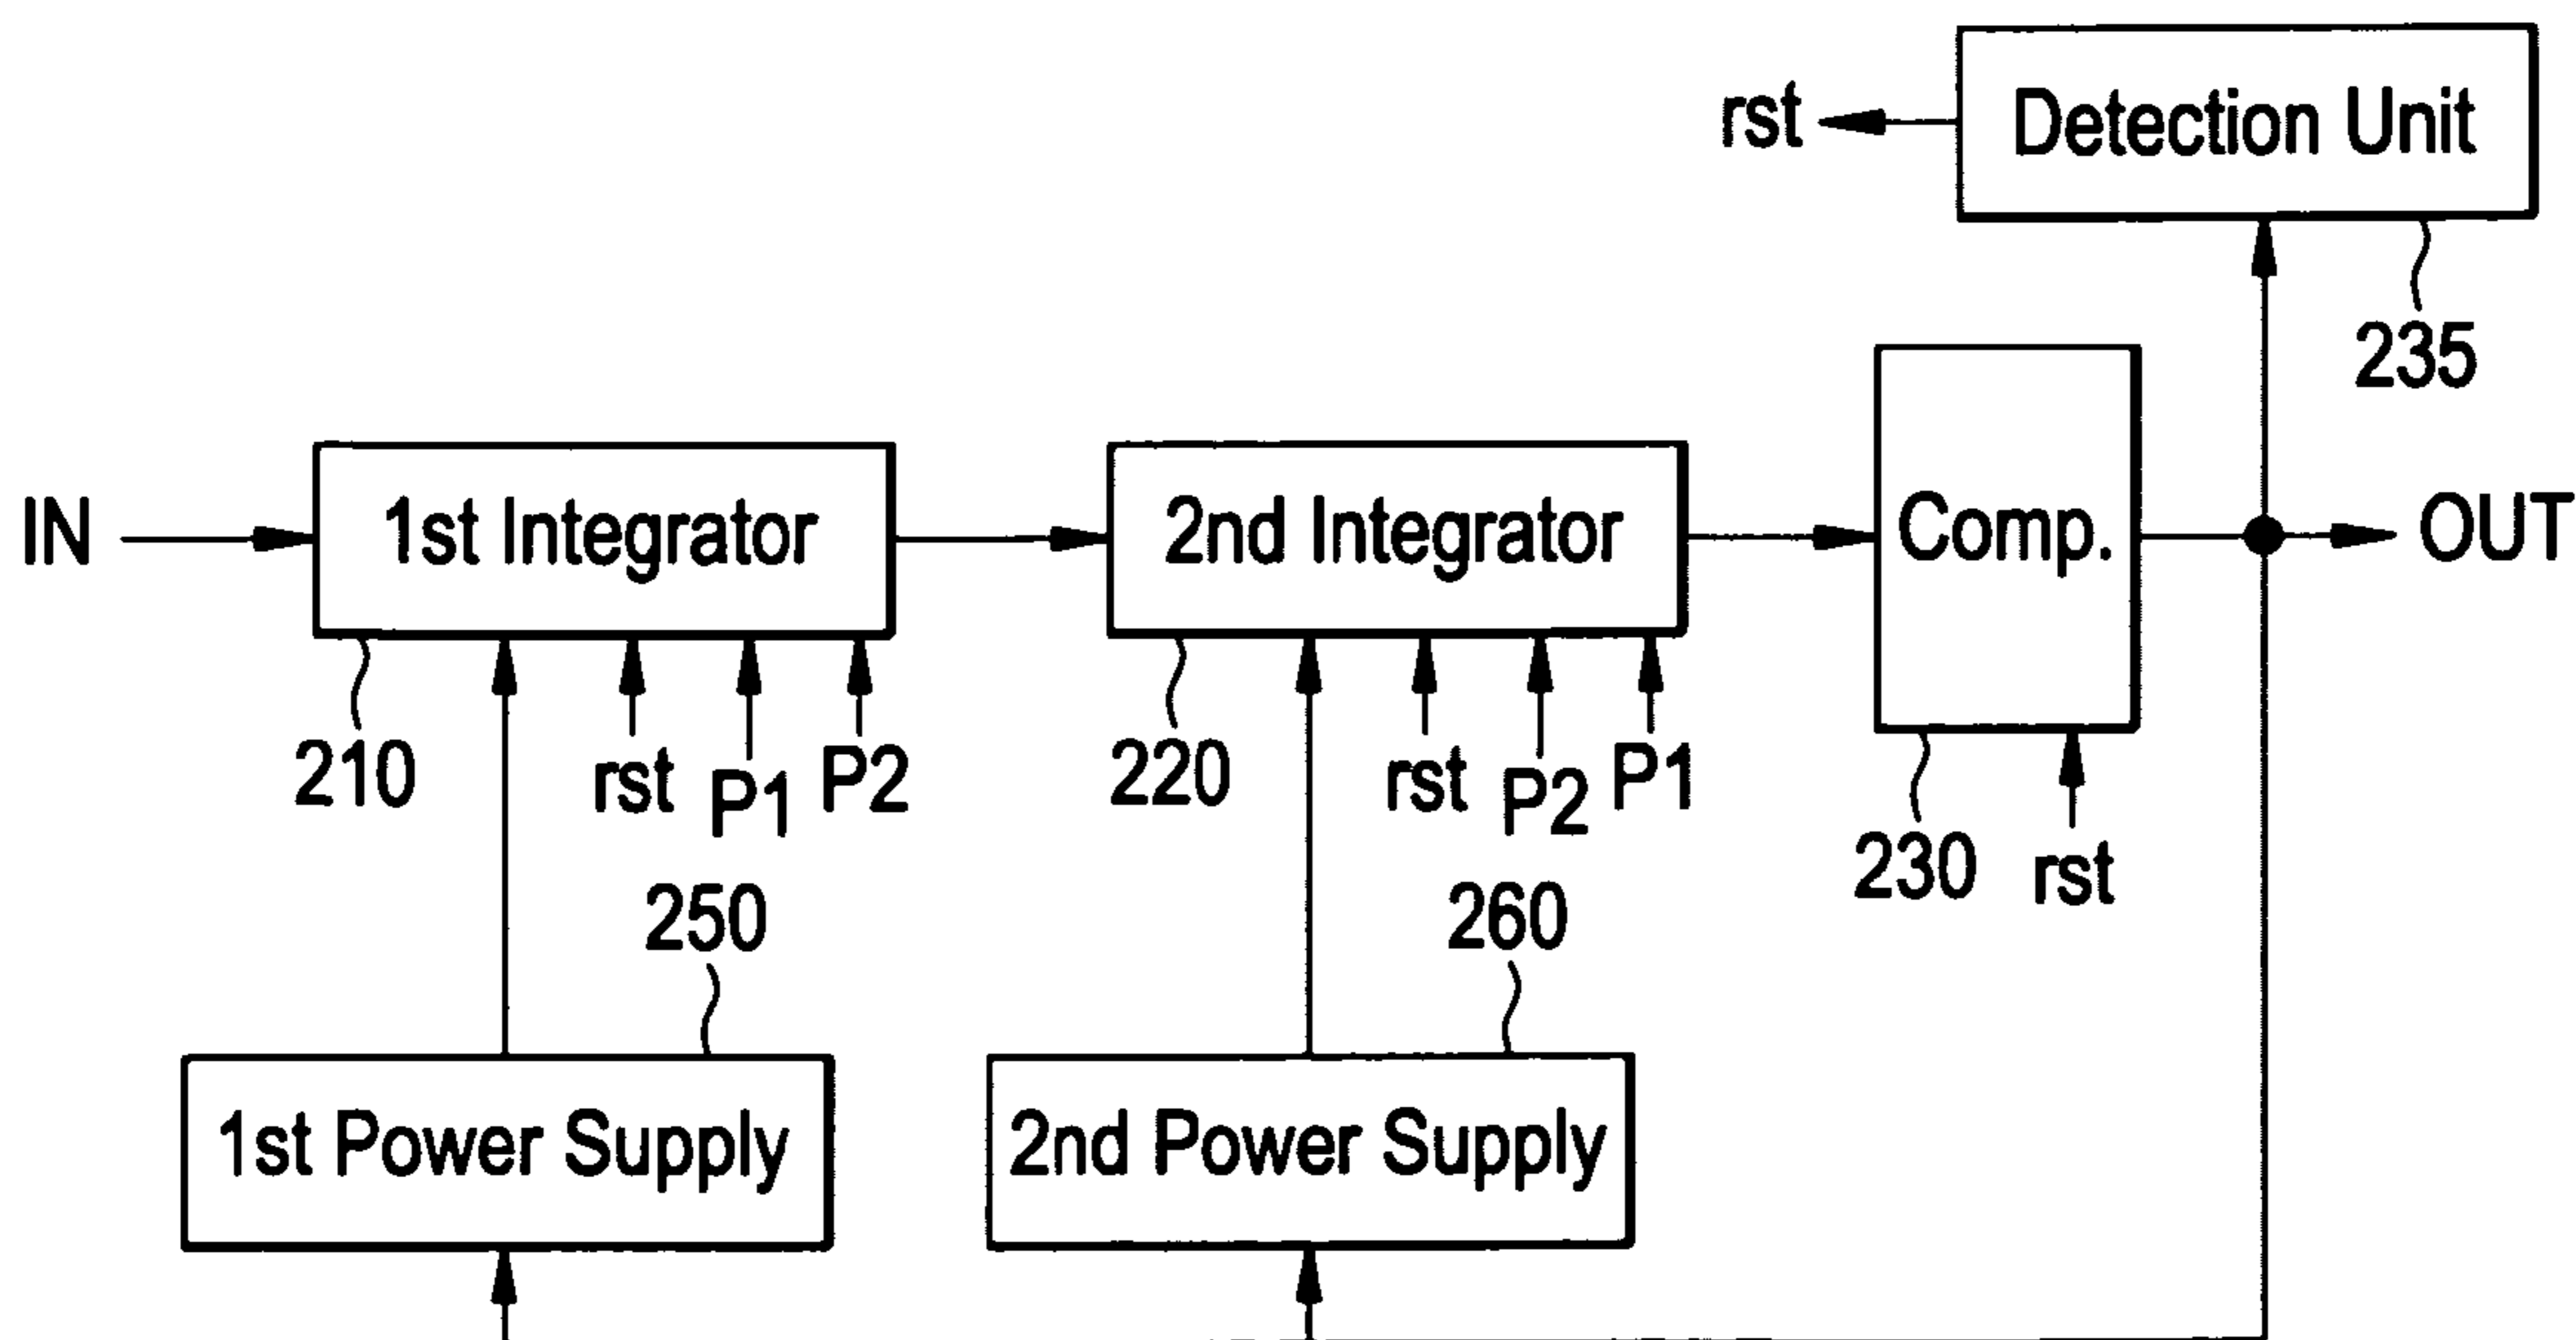 rst
Detection Unit
235
IN
1st Integrator
2nd Integrator
Comp.
OUT
210
rst
P1
P2
220
rst
P2
P1
230
rst
250
260
1st Power Supply
2nd Power Supply